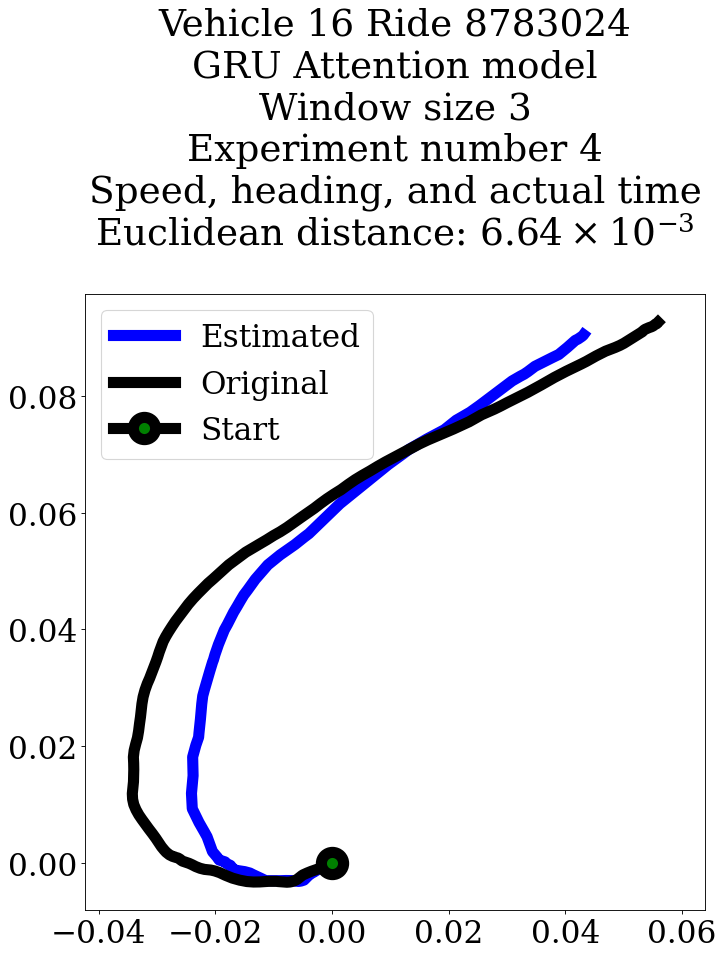 Vehicle 16 Ride 8783024
GRU Attention model
Window size 3
Experiment number 4
Speed, heading, and actual time
Euclidean distance: 6.64 × 10⁻³
Estimated
Original
Start
0.08
0.06
0.04
0.02
0.00
−0.04 −0.02 0.00 0.02 0.04 0.06